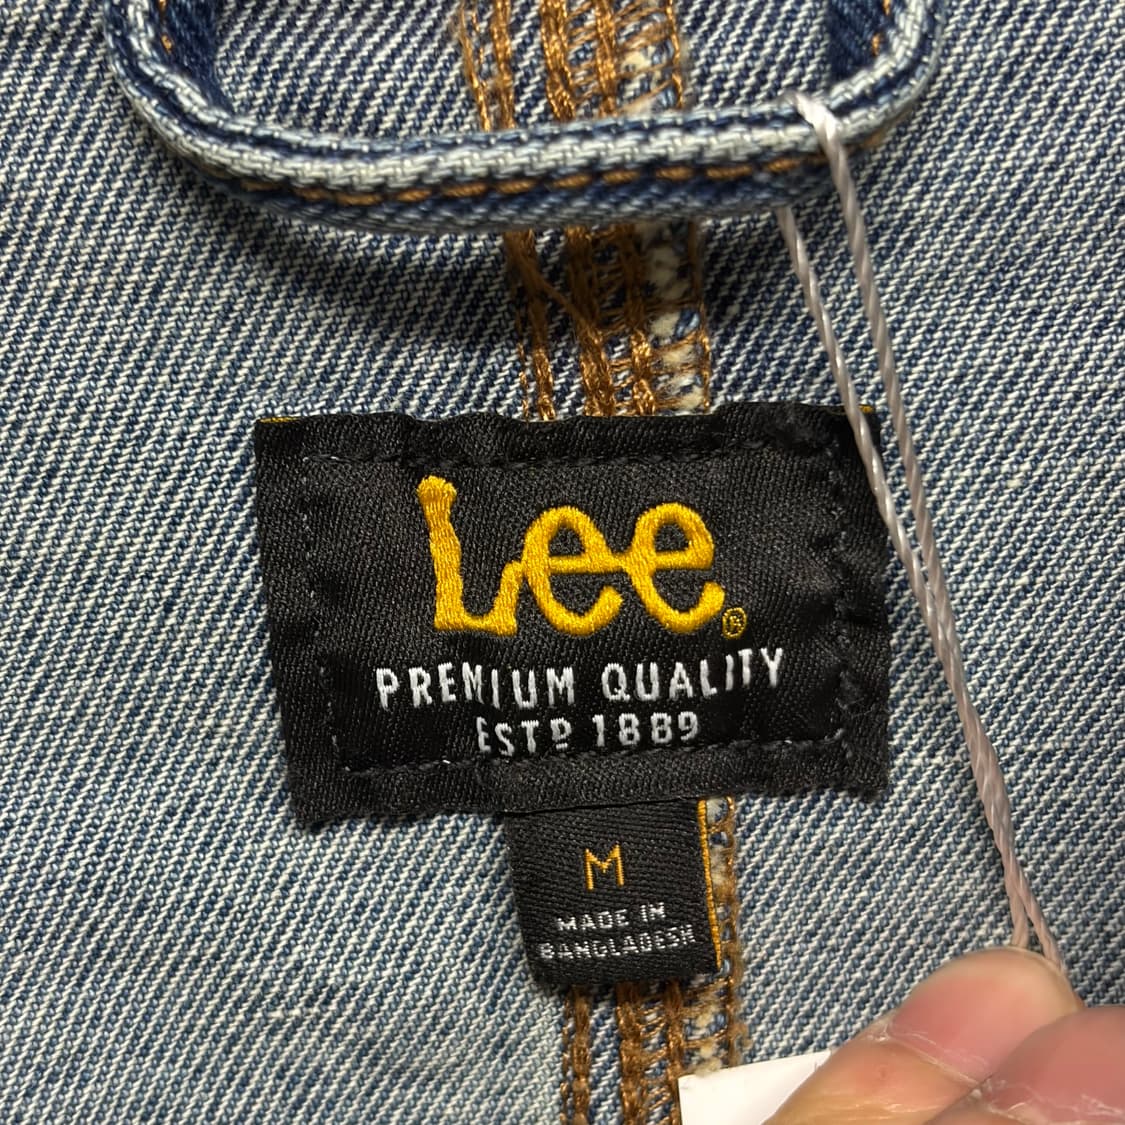 Lee®
PREMIUM QUALITY
ESTD 1889
M
MADE IN
BANGLADESH